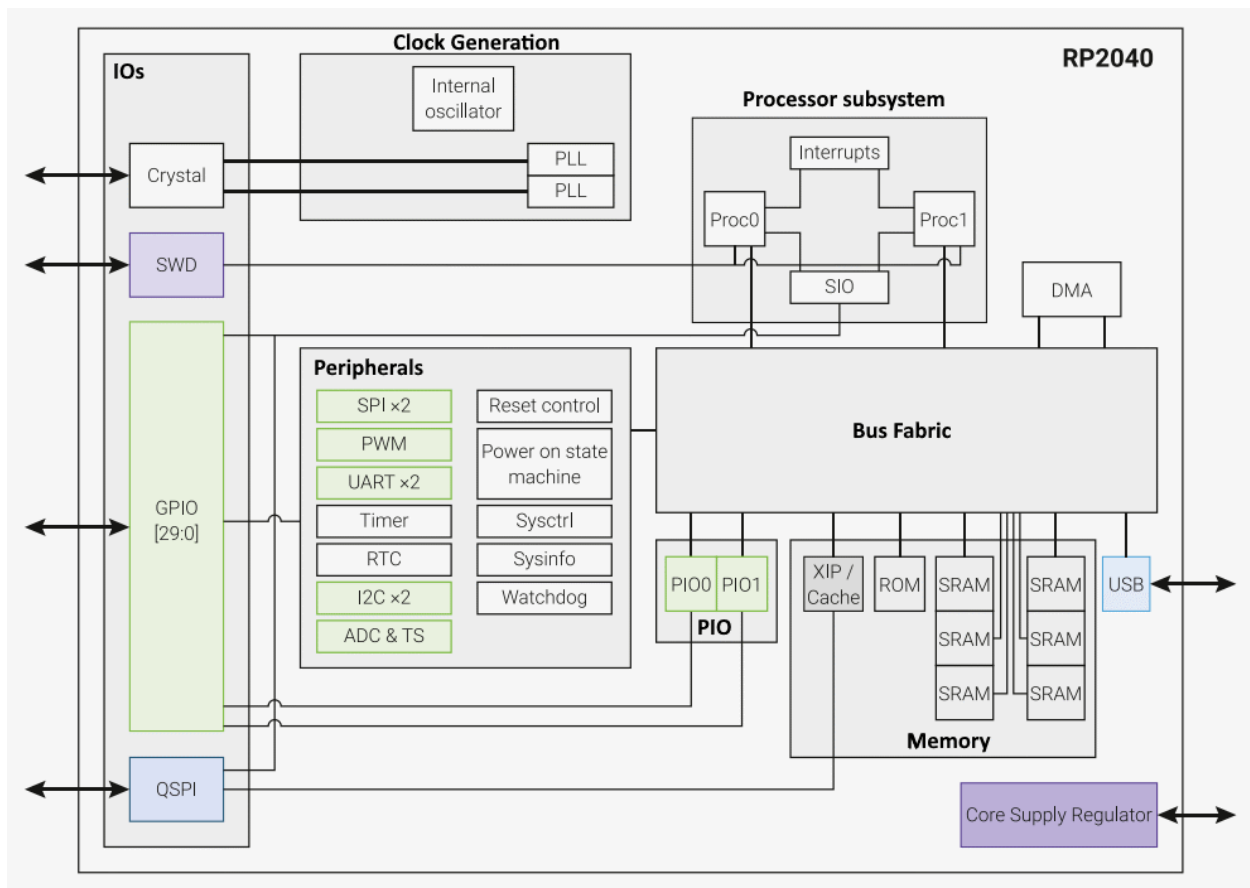 Clock Generation
RP2040
IOs
Internal
oscillator
Processor subsystem
Crystal
PLL
PLL
Interrupts
Proc0
Proc1
SWD
SIO
DMA
Peripherals
SPI ×2
Reset control
PWM
Power on state
machine
UART ×2
Timer
Sysctrl
RTC
Sysinfo
I2C ×2
Watchdog
ADC & TS
GPIO
[29:0]
Bus Fabric
PIO0
PIO1
PIO
XIP /
Cache
ROM
SRAM
SRAM
USB
SRAM
SRAM
SRAM
SRAM
Memory
QSPI
Core Supply Regulator